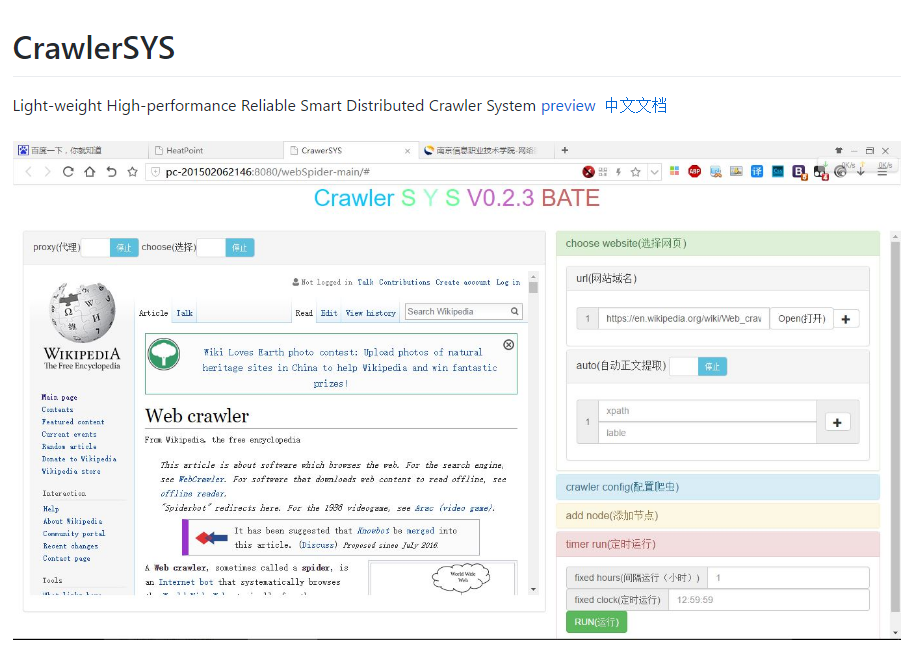 CrawlerSYS
Light-weight High-performance Reliable Smart Distributed Crawler System preview 中文文档
百度一下，你就知道 HeatPoint CrawerSYS 南京信息职业技术学院-网络
pc-201502062146:8080/webSpider-main/#
Crawler S Y S V0.2.3 BATE
proxy(代理) 停止 choose(选择) 停止
Not logged in Talk Contributions Create account Log in
Article Talk Read Edit View history Search Wikipedia
WIKIPEDIA
The Free Encyclopedia
Main page
Contents
Featured content
Current events
Random article
Donate to Wikipedia
Wikipedia store
Interaction
Help
About Wikipedia
Community portal
Recent changes
Contact page
Tools
Wiki Loves Earth photo contest: Upload photos of natural
heritage sites in China to help Wikipedia and win fantastic
prizes!
Web crawler
From Wikipedia, the free encyclopedia
This article is about software which browses the web. For the search engine,
see WebCrawler. For software that downloads web content to read offline, see
offline reader.
"Spiderbot" redirects here. For the 1988 videogame, see Arac (video game).
It has been suggested that Knowbot be merged into
this article. (Discuss) Proposed since July 2016.
A Web crawler, sometimes called a spider, is
an Internet bot that systematically browses
World Wide
Web
choose website(选择网页)
url(网站域名)
1 https://en.wikipedia.org/wiki/Web_craw Open(打开) +
auto(自动正文提取) 停止
1 xpath
lable +
crawler config(配置爬虫)
add node(添加节点)
timer run(定时运行)
fixed hours(间隔运行（小时）) 1
fixed clock(定时运行) 12:59:59
RUN(运行)